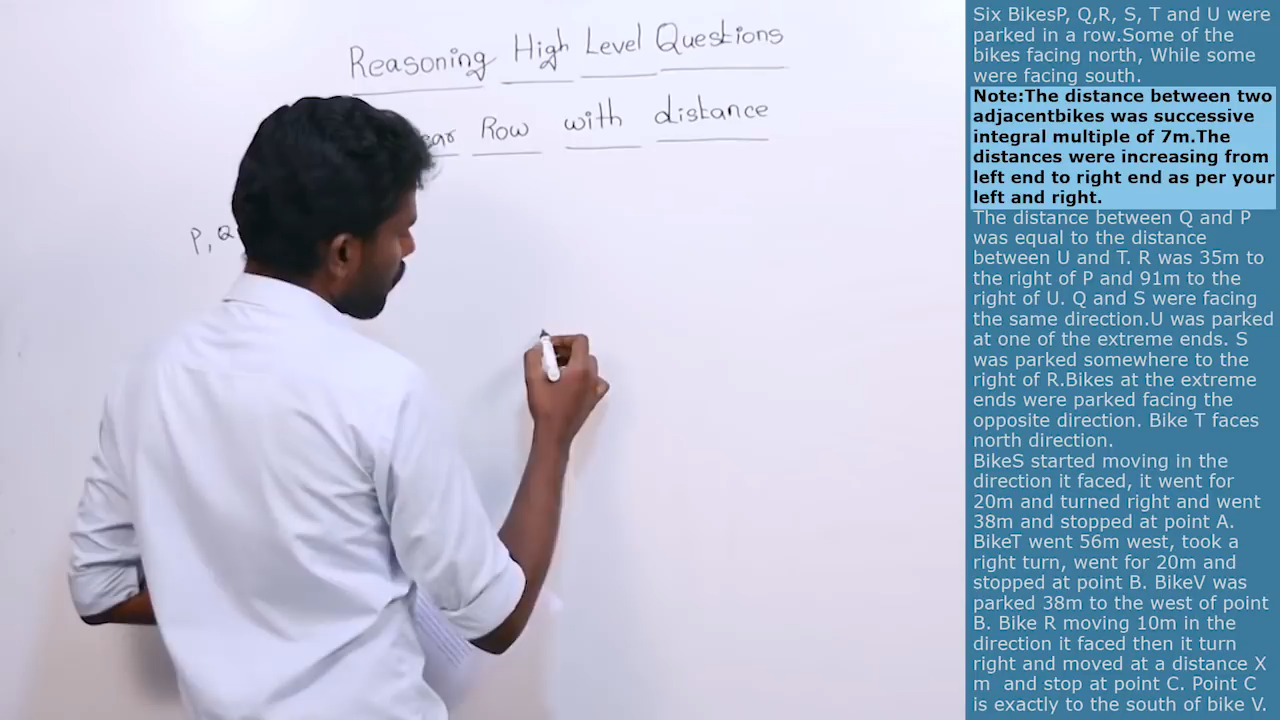 Reasoning High Level Questions
Row with distance
P, Q
Six BikesP, Q,R, S, T and U were
parked in a row.Some of the
bikes facing north, While some
were facing south.
Note:The distance between two
adjacentbikes was successive
integral multiple of 7m.The
distances were increasing from
left end to right end as per your
left and right.
The distance between Q and P
was equal to the distance
between U and T. R was 35m to
the right of P and 91m to the
right of U. Q and S were facing
the same direction.U was parked
at one of the extreme ends. S
was parked somewhere to the
right of R.Bikes at the extreme
ends were parked facing the
opposite direction. Bike T faces
north direction.
BikeS started moving in the
direction it faced, it went for
20m and turned right and went
38m and stopped at point A.
BikeT went 56m west, took a
right turn, went for 20m and
stopped at point B. BikeV was
parked 38m to the west of point
B. Bike R moving 10m in the
direction it faced then it turn
right and moved at a distance X
m and stop at point C. Point C
is exactly to the south of bike V.